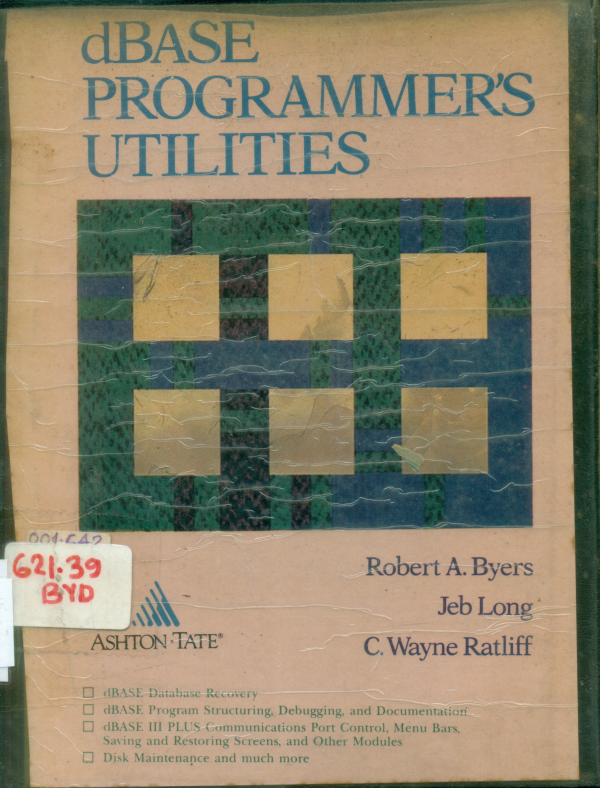 dBASE
PROGRAMMER'S
UTILITIES
001.642
621.39
BYD
Robert A. Byers
Jeb Long
C. Wayne Ratliff
ASHTON·TATE®
dBASE Database Recovery
dBASE Program Structuring, Debugging, and Documentation
dBASE III PLUS Communications Port Control, Menu Bars,
Saving and Restoring Screens, and Other Modules
Disk Maintenance and much more